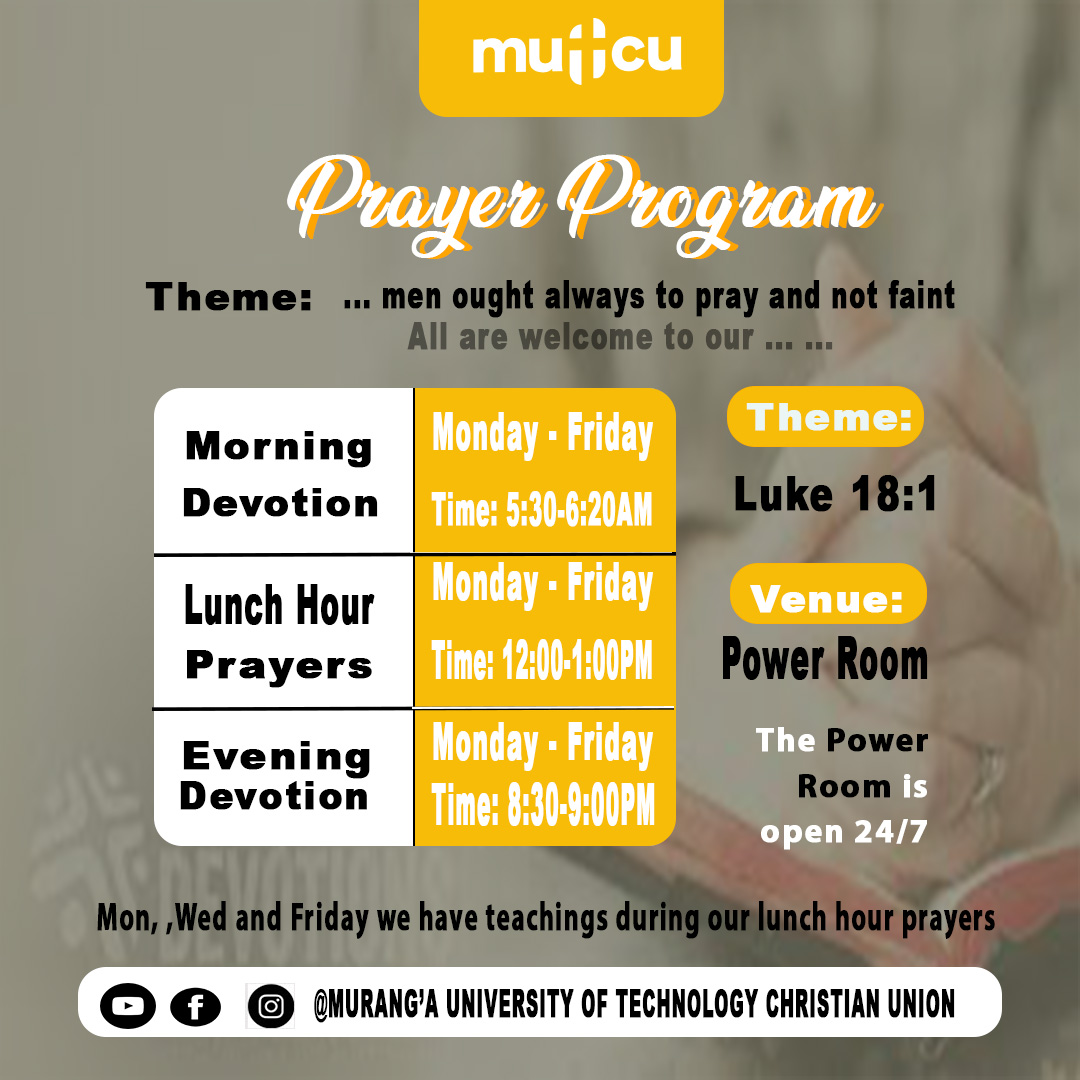 muttcu
Prayer Program
Theme: ... men ought always to pray and not faint
All are welcome to our ... ...
Morning
Devotion
Monday - Friday
Time: 5:30-6:20AM
Lunch Hour
Prayers
Monday - Friday
Time: 12:00-1:00PM
Evening
Devotion
Monday - Friday
Time: 8:30-9:00PM
Theme:
Luke 18:1
Venue:
Power Room
The Power
Room is
open 24/7
DEVOTIONS
Mon, ,Wed and Friday we have teachings during our lunch hour prayers
@MURANG'A UNIVERSITY OF TECHNOLOGY CHRISTIAN UNION